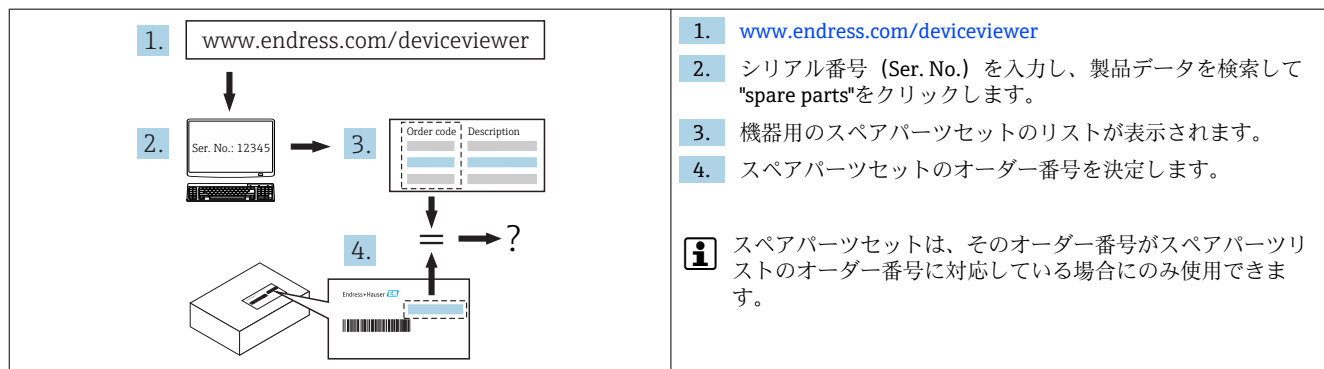 1. www.endress.com/deviceviewer
2. Ser. No.: 12345
3. Order code Description
4. = ?
Endress+Hauser EH
1. www.endress.com/deviceviewer
2. シリアル番号（Ser. No.）を入力し、製品データを検索して
"spare parts"をクリックします。
3. 機器用のスペアパーツセットのリストが表示されます。
4. スペアパーツセットのオーダー番号を決定します。
i スペアパーツセットは、そのオーダー番号がスペアパーツリ
ストのオーダー番号に対応している場合にのみ使用できま
す。